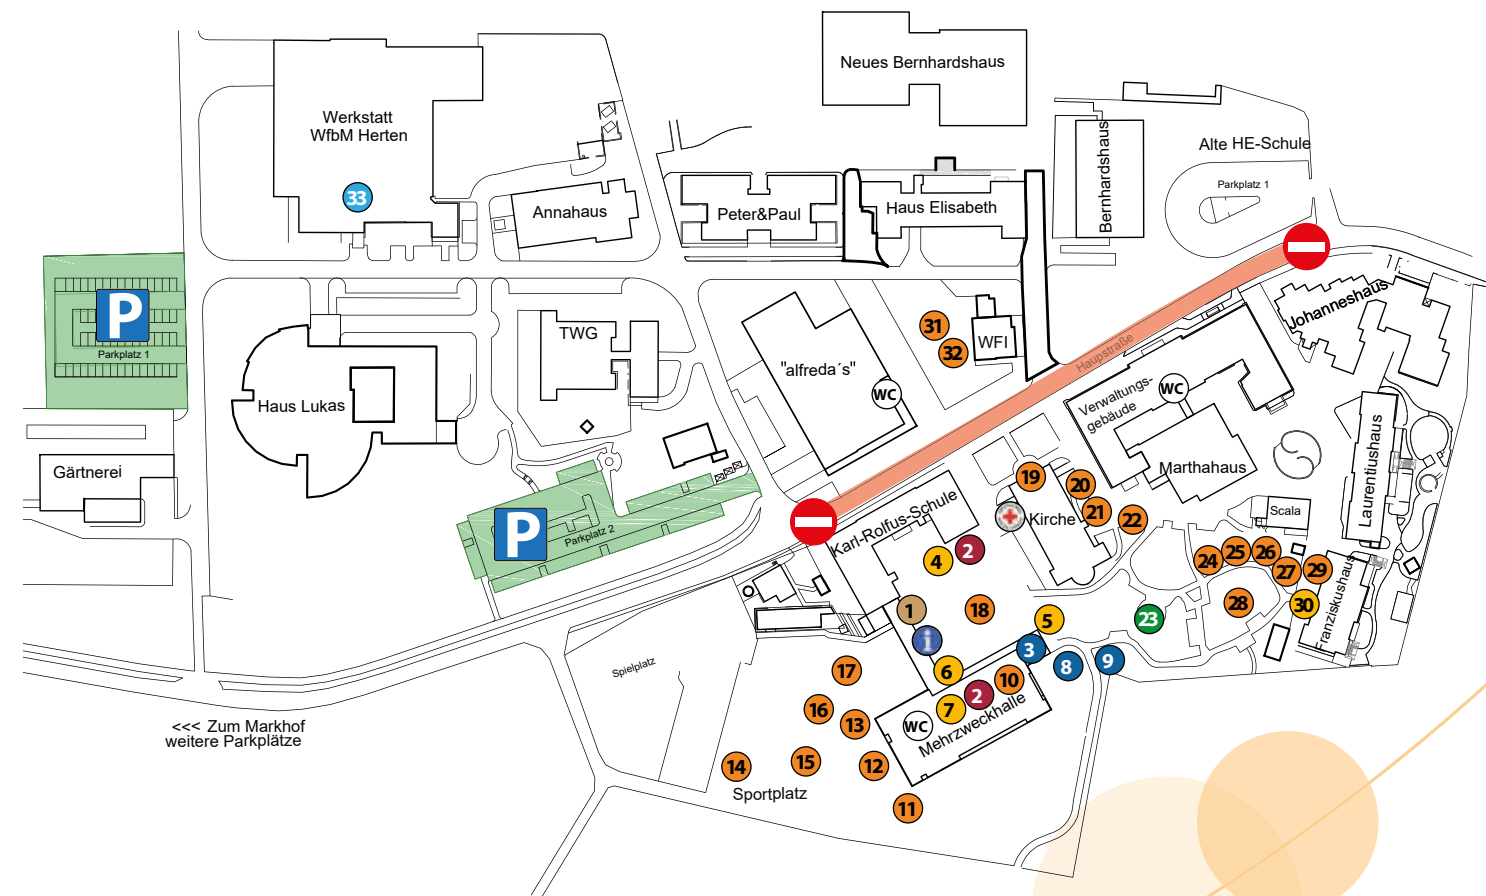 Neues Bernhardshaus
Werkstatt
WfbM Herten
33
Annahaus
Peter&Paul
Haus Elisabeth
Bernhardshaus
Alte HE-Schule
Parkplatz 1
P
Parkplatz 1
Haus Lukas
TWG
"alfreda´s"
WC
31
32
WFI
Haupstraße
Johanneshaus
Verwaltungs-
gebäude
WC
Marthahaus
Laurentiushaus
Scala
Franziskushaus
Gärtnerei
P
Parkplatz 2
Karl-Rolfus-Schule
Kirche
19
20
21
22
4
2
1
i
18
5
3
6
8
9
10
2
7
WC
Mehrzweckhalle
23
24
25
26
27
29
28
30
Spielplatz
17
16
13
15
14
12
11
Sportplatz
<<< Zum Markhof
weitere Parkplätze